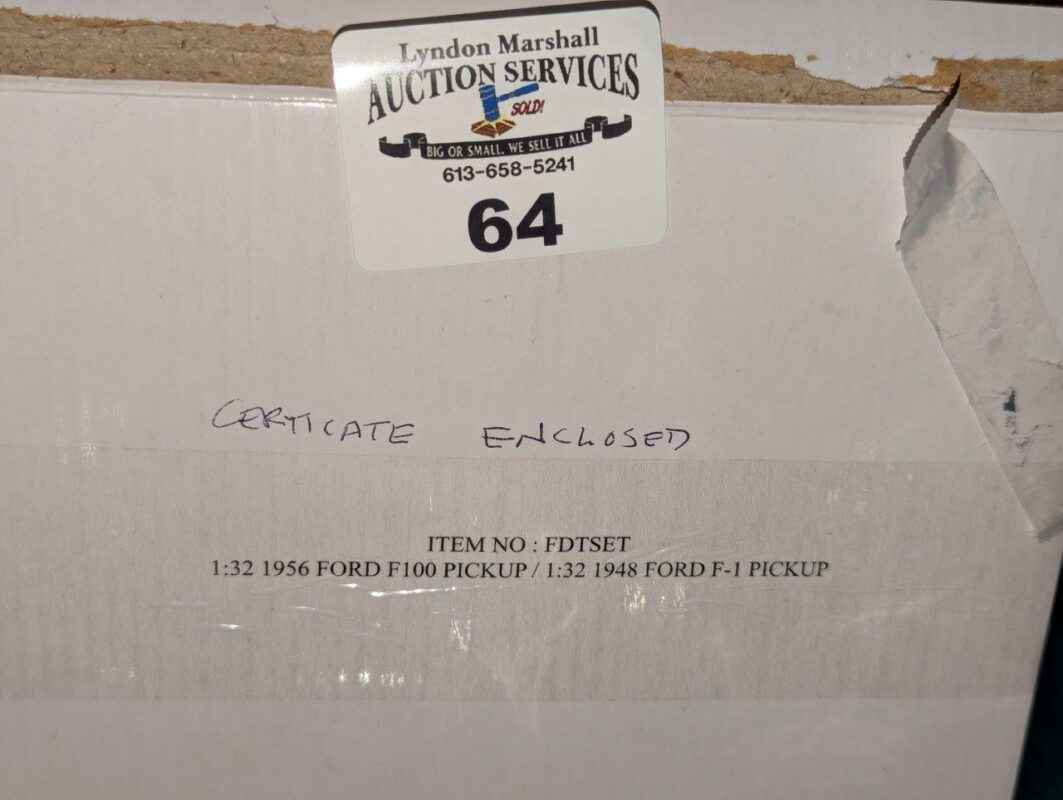 Lyndon Marshall
AUCTION SERVICES
SOLD!
BIG OR SMALL. WE SELL IT ALL
613-658-5241
64
CERTICATE ENCLOSED
ITEM NO : FDTSET
1:32 1956 FORD F100 PICKUP / 1:32 1948 FORD F-1 PICKUP